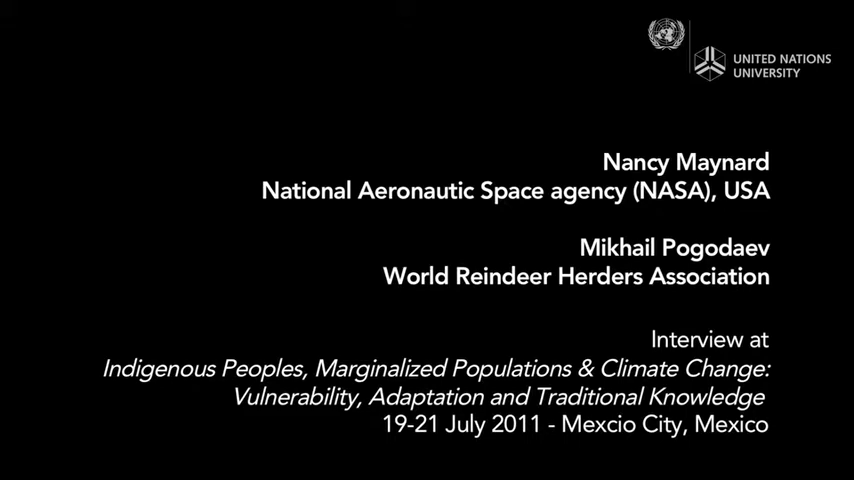 UNITED NATIONS
UNIVERSITY
Nancy Maynard
National Aeronautic Space agency (NASA), USA
Mikhail Pogodaev
World Reindeer Herders Association
Interview at
Indigenous Peoples, Marginalized Populations & Climate Change:
Vulnerability, Adaptation and Traditional Knowledge
19-21 July 2011 - Mexcio City, Mexico